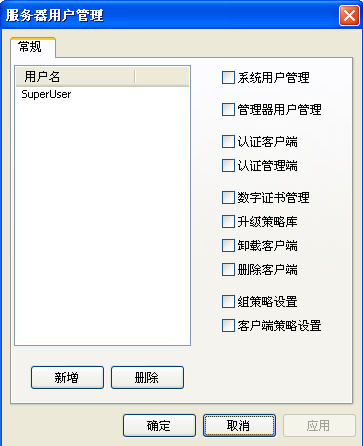 服务器用户管理
常规
用户名
SuperUser
系统用户管理
管理器用户管理
认证客户端
认证管理端
数字证书管理
升级策略库
卸载客户端
删除客户端
组策略设置
客户端策略设置
新增
删除
确定
取消
应用